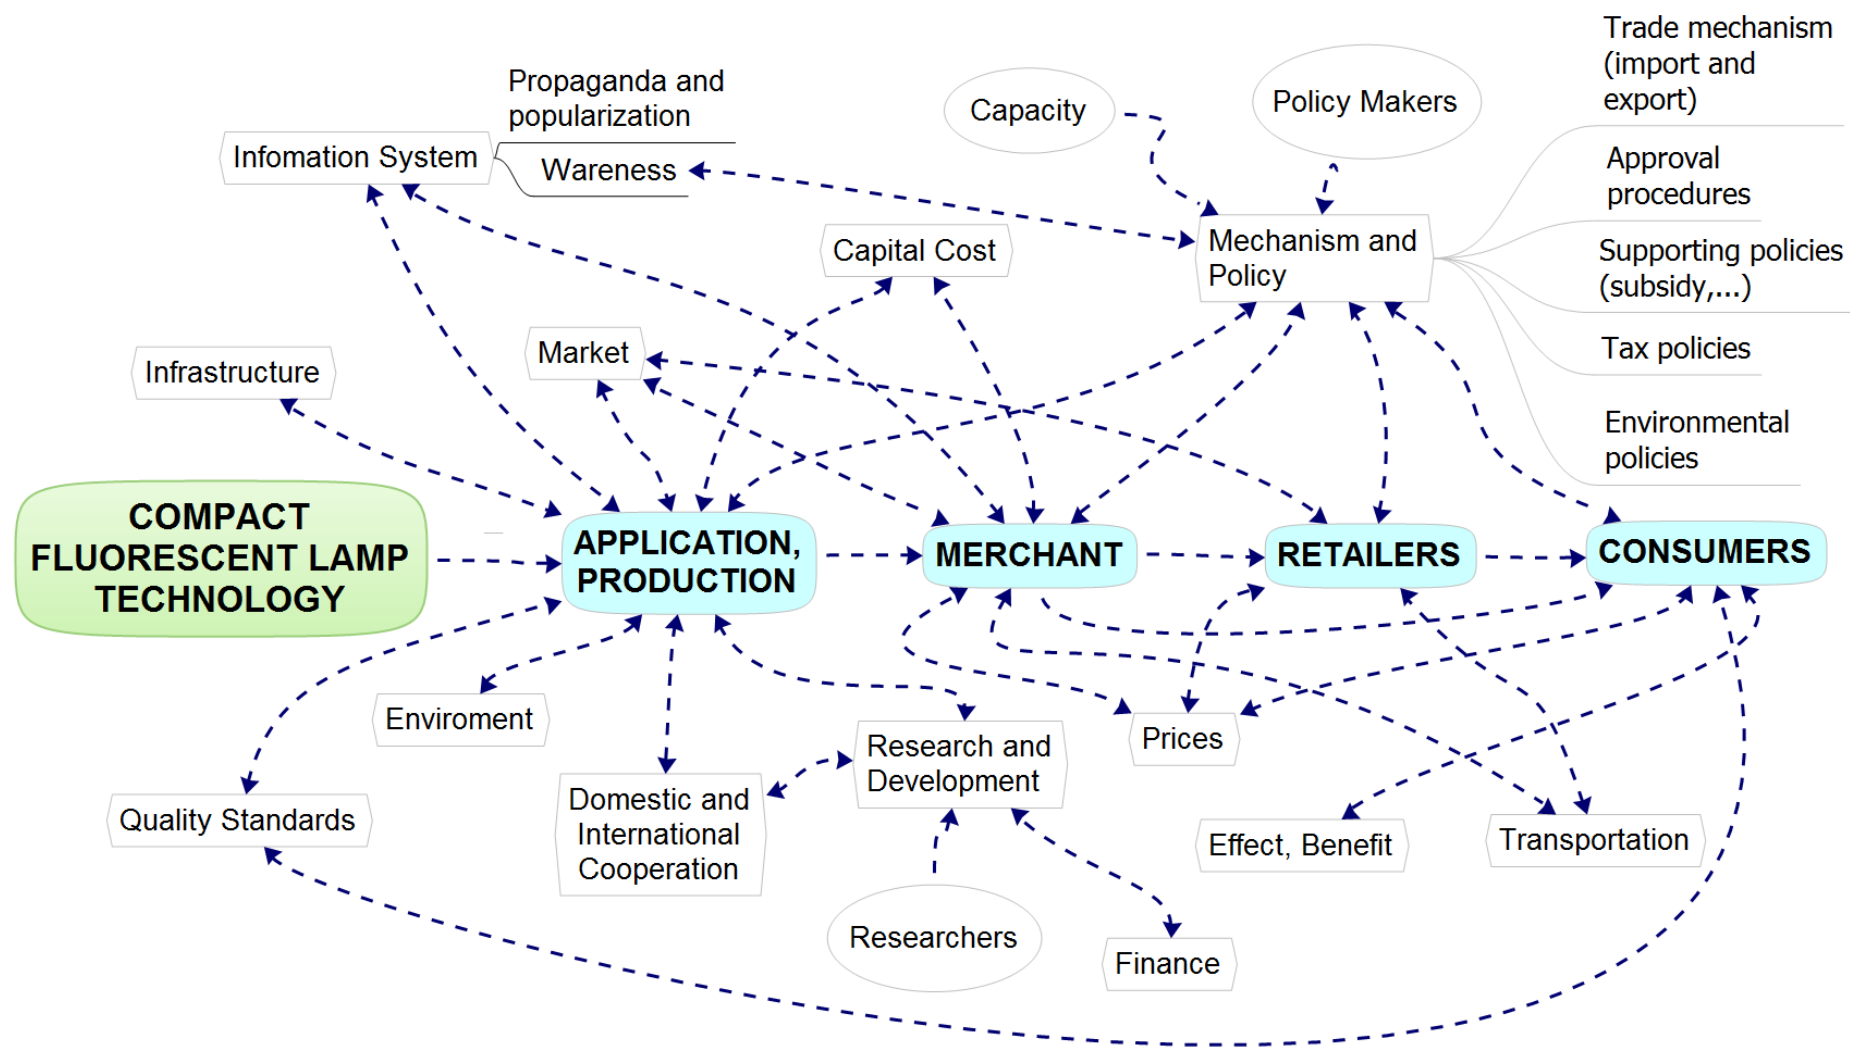 Trade mechanism
(import and
export)
Propaganda and
popularization
Capacity
Policy Makers
Infomation System
Wareness
Approval
procedures
Capital Cost
Mechanism and
Policy
Supporting policies
(subsidy,...)
Market
Infrastructure
Tax policies
Environmental
policies
COMPACT
FLUORESCENT LAMP
TECHNOLOGY
APPLICATION,
PRODUCTION
MERCHANT
RETAILERS
CONSUMERS
Enviroment
Research and
Development
Prices
Quality Standards
Domestic and
International
Cooperation
Effect, Benefit
Transportation
Researchers
Finance